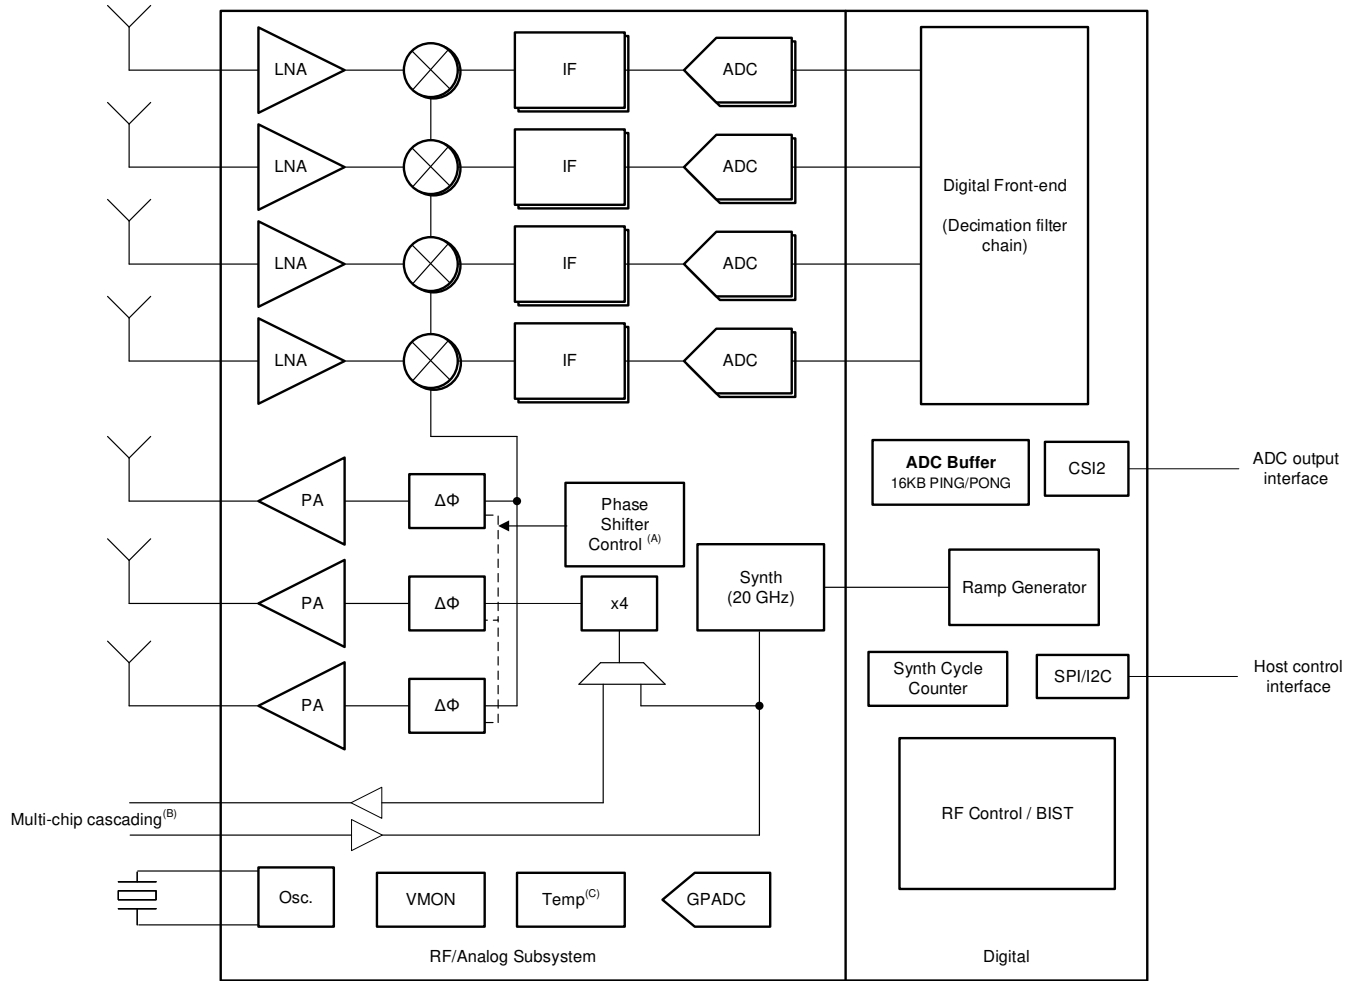 LNA
IF
ADC
LNA
IF
ADC
Digital Front-end
(Decimation filter
chain)
LNA
IF
ADC
LNA
IF
ADC
ADC Buffer
16KB PING/PONG
CSI2
ADC output
interface
PA
ΔΦ
Phase
Shifter
Control (A)
PA
ΔΦ
x4
Synth
(20 GHz)
Ramp Generator
PA
ΔΦ
Synth Cycle
Counter
SPI/I2C
Host control
interface
Multi-chip cascading(B)
RF Control / BIST
Osc.
VMON
Temp(C)
GPADC
RF/Analog Subsystem
Digital